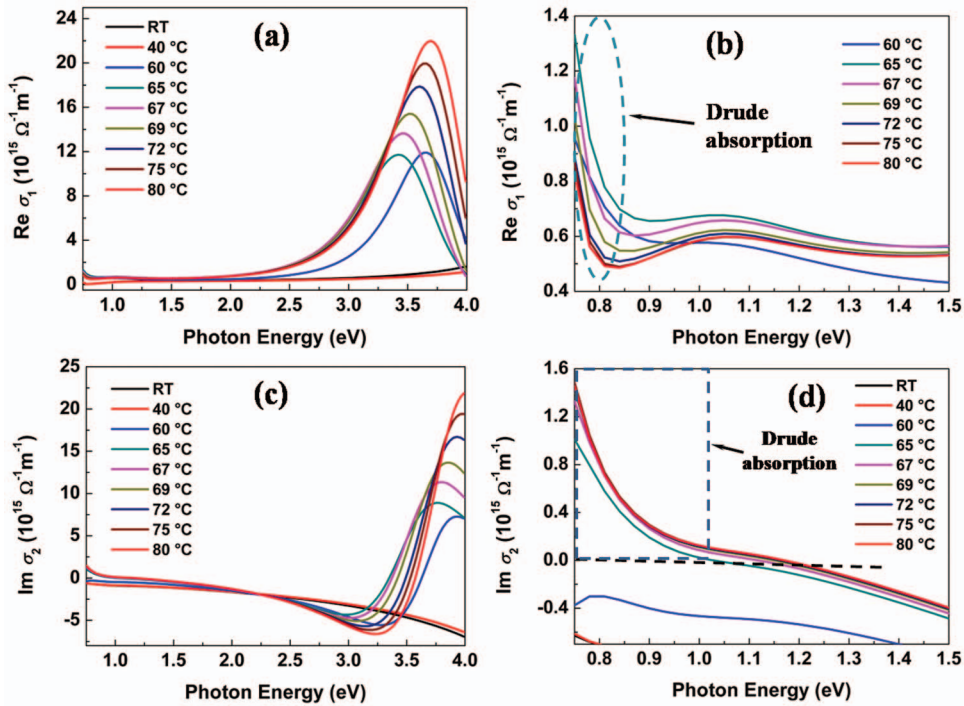 (a)
RT
40 °C
60 °C
65 °C
67 °C
69 °C
72 °C
75 °C
80 °C
24
20
16
12
8
4
0
Re σ₁ (10¹⁵ Ω⁻¹m⁻¹)
1.0 1.5 2.0 2.5 3.0 3.5 4.0
Photon Energy (eV)
(b)
60 °C
65 °C
67 °C
69 °C
72 °C
75 °C
80 °C
Drude
absorption
1.4
1.2
1.0
0.8
0.6
0.4
Re σ₁ (10¹⁵ Ω⁻¹m⁻¹)
0.8 0.9 1.0 1.1 1.2 1.3 1.4 1.5
Photon Energy (eV)
(c)
RT
40 °C
60 °C
65 °C
67 °C
69 °C
72 °C
75 °C
80 °C
25
20
15
10
5
0
-5
Im σ₂ (10¹⁵ Ω⁻¹m⁻¹)
1.0 1.5 2.0 2.5 3.0 3.5 4.0
Photon Energy (eV)
(d)
RT
40 °C
60 °C
65 °C
67 °C
69 °C
72 °C
75 °C
80 °C
Drude
absorption
1.6
1.2
0.8
0.4
0.0
-0.4
Im σ₂ (10¹⁵ Ω⁻¹m⁻¹)
0.8 0.9 1.0 1.1 1.2 1.3 1.4 1.5
Photon Energy (eV)